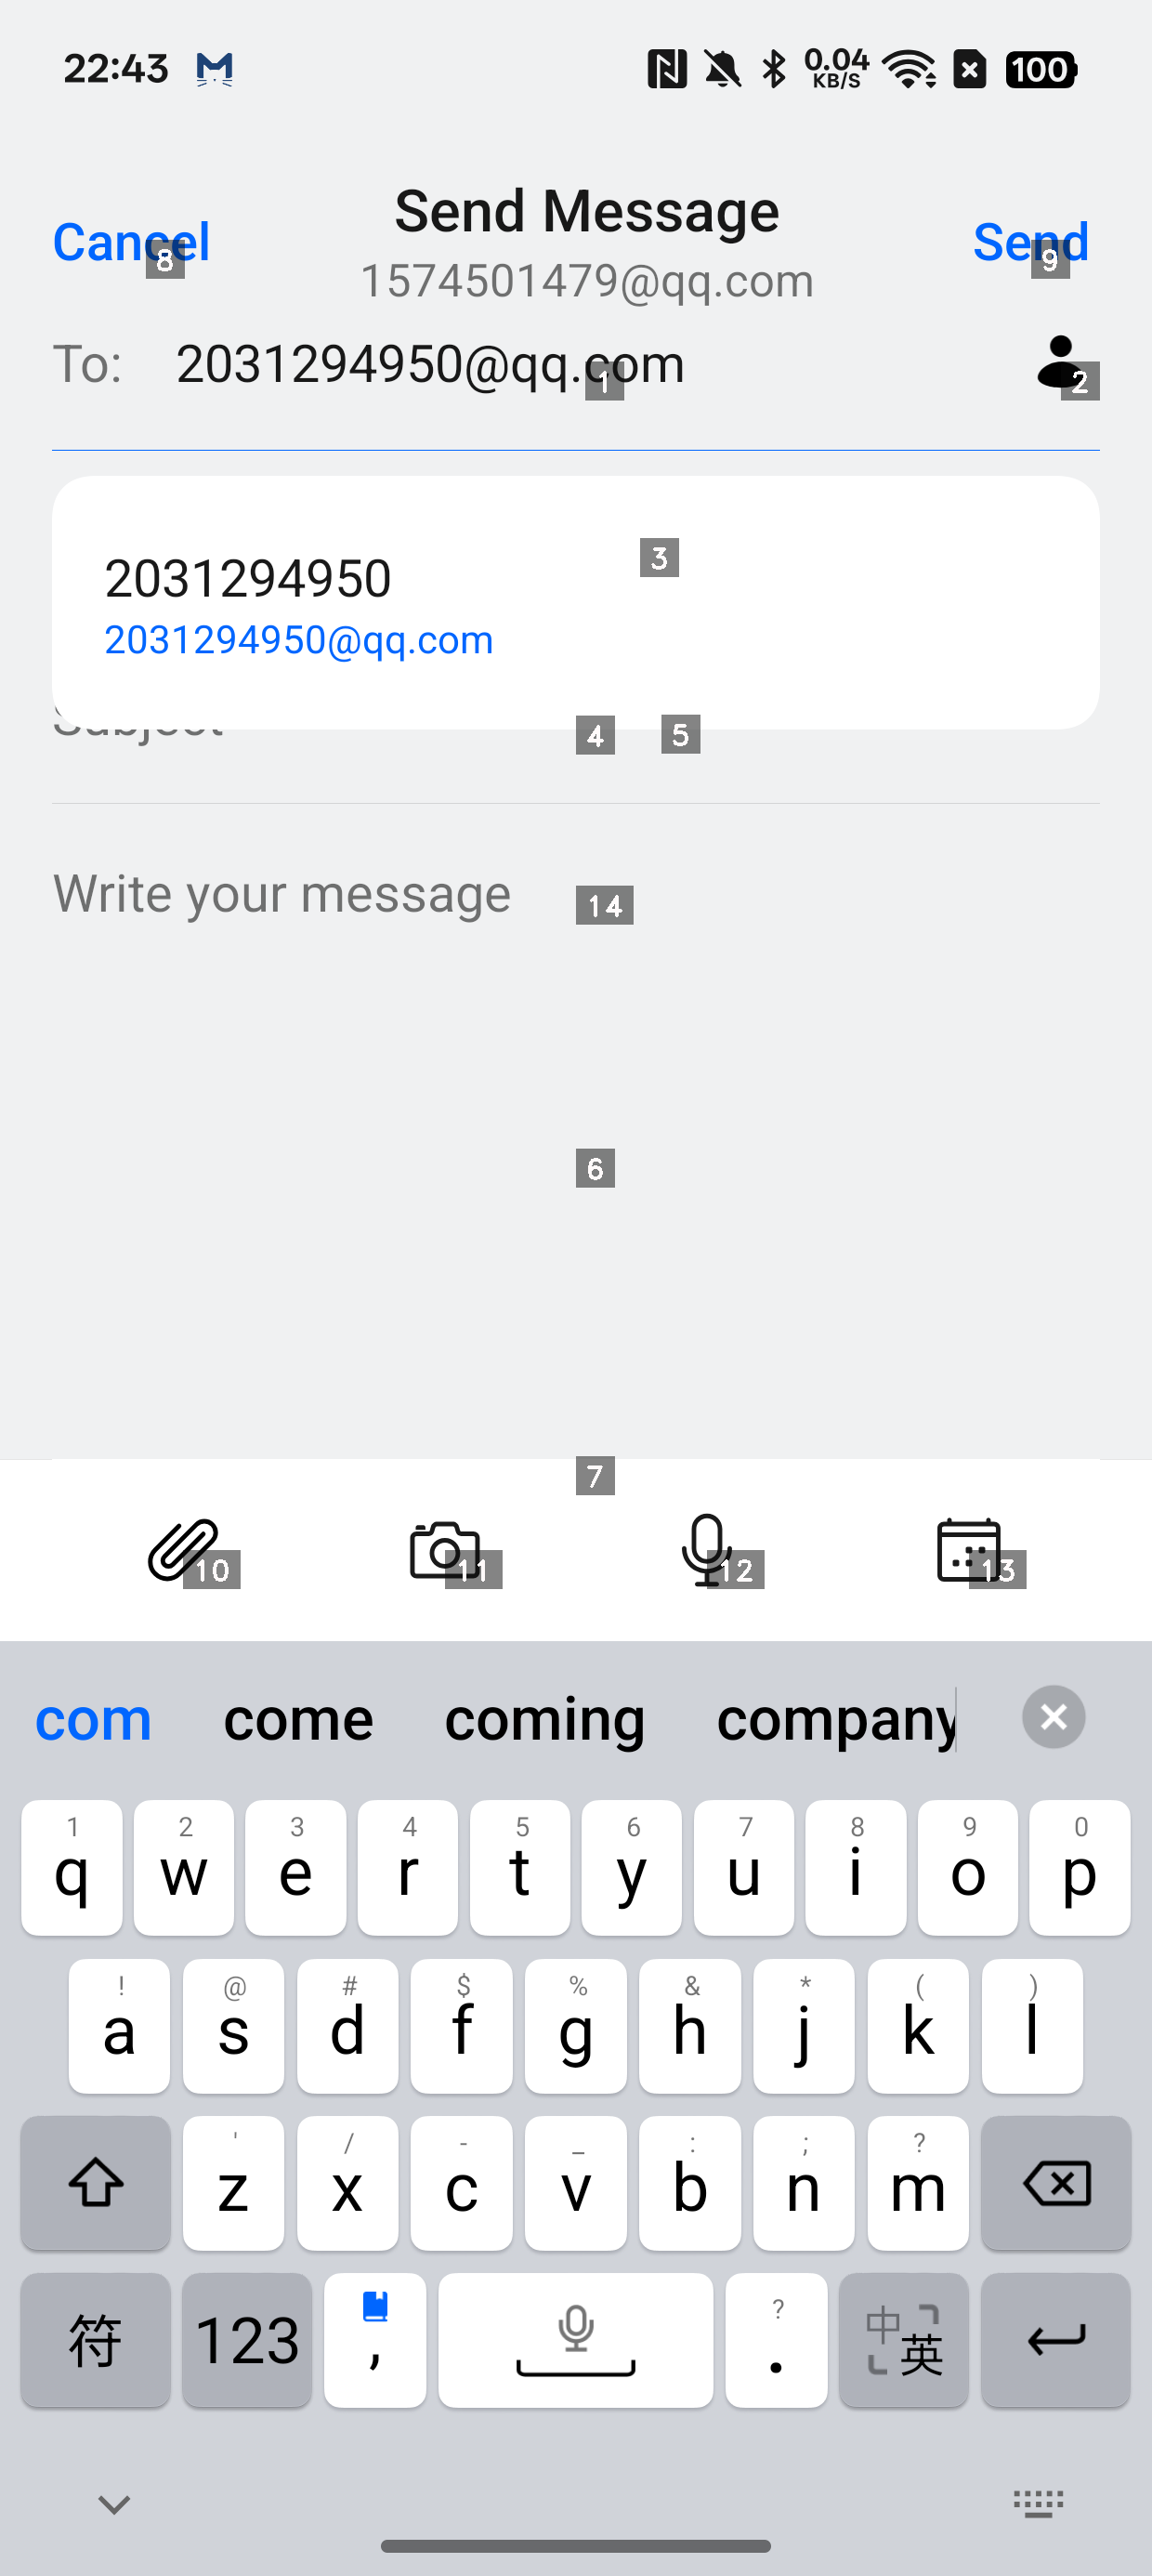 22:43
0.04
KB/S
100
Send Message
Cancel
Send
8
9
1574501479@qq.com
To:
2031294950@qq.com
1
2
3
2031294950
2031294950@qq.com
Subject
4
5
Write your message
14
6
7
10
11
12
13
com come coming company
1 2 3 4 5 6 7 8 9 0
q w e r t y u i o p
! @ # $ % & * ( )
a s d f g h j k l
' / - _ : ; ?
z x c v b n m
?
符 123 , . 中 英